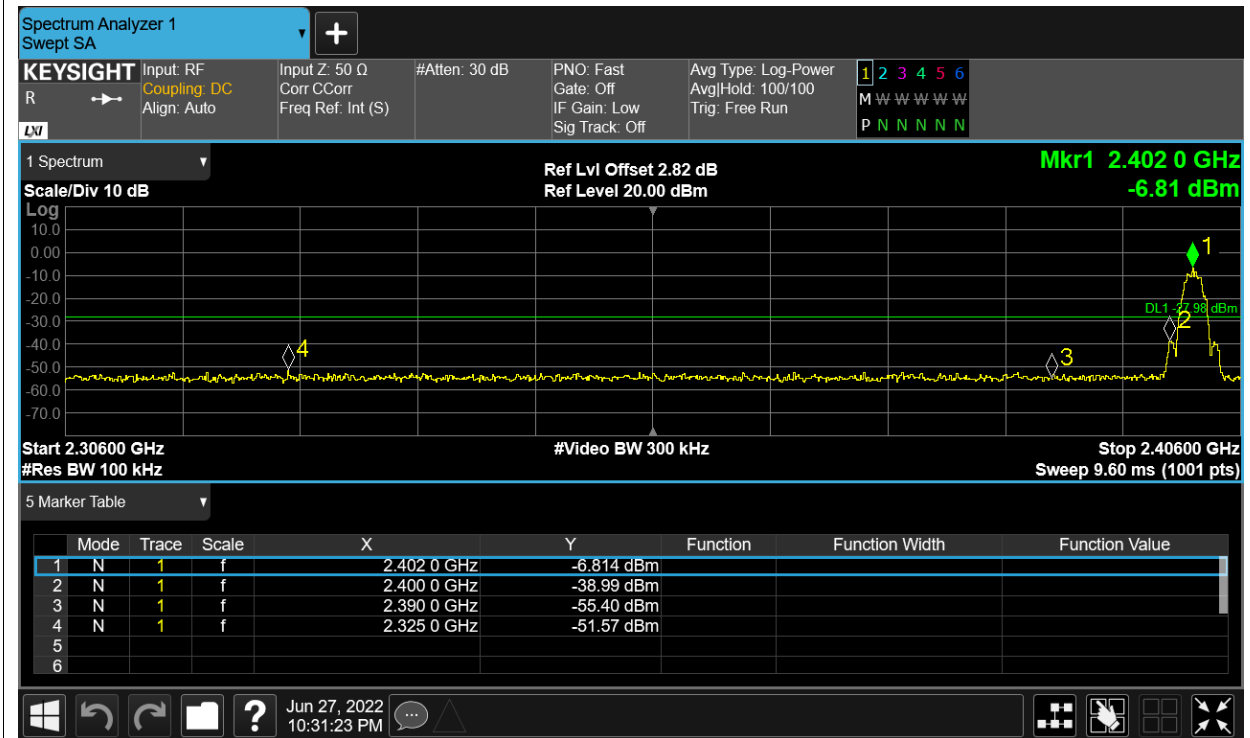 Spectrum Analyzer 1
Swept SA
+
KEYSIGHT
R
LXI
Input: RF
Coupling: DC
Align: Auto
Input Z: 50 Ω
Corr CCorr
Freq Ref: Int (S)
#Atten: 30 dB
PNO: Fast
Gate: Off
IF Gain: Low
Sig Track: Off
Avg Type: Log-Power
Avg|Hold: 100/100
Trig: Free Run
1 2 3 4 5 6
M W W W W W
P N N N N N
1 Spectrum
Scale/Div 10 dB
Ref Lvl Offset 2.82 dB
Ref Level 20.00 dBm
Mkr1 2.402 0 GHz
-6.81 dBm
Log
10.0
0.00
-10.0
-20.0
-30.0
-40.0
-50.0
-60.0
-70.0
1
DL1 -27.98 dBm
2
4
3
Start 2.30600 GHz
#Video BW 300 kHz
Stop 2.40600 GHz
#Res BW 100 kHz
Sweep 9.60 ms (1001 pts)
5 Marker Table
Mode Trace Scale X Y Function Function Width Function Value
1 N 1 f 2.402 0 GHz -6.814 dBm
2 N 1 f 2.400 0 GHz -38.99 dBm
3 N 1 f 2.390 0 GHz -55.40 dBm
4 N 1 f 2.325 0 GHz -51.57 dBm
5
6
?
Jun 27, 2022
10:31:23 PM